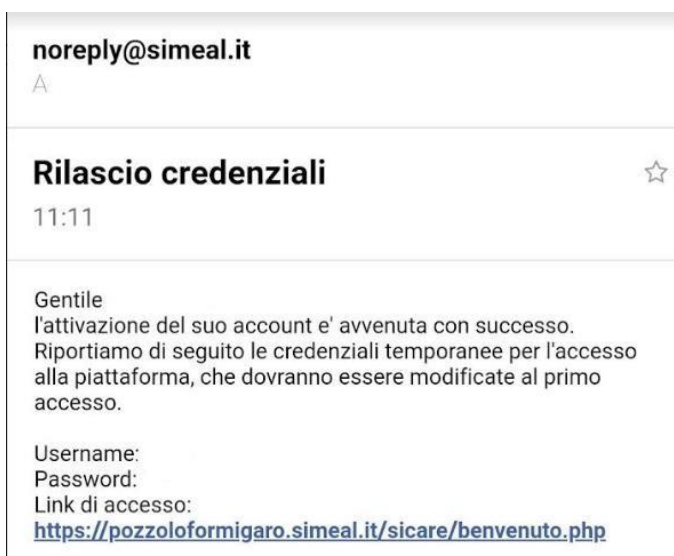 noreply@simeal.it
A
Rilascio credenziali
11:11
Gentile
l'attivazione del suo account e' avvenuta con successo.
Riportiamo di seguito le credenziali temporanee per l'accesso
alla piattaforma, che dovranno essere modificate al primo
accesso.
Username:
Password:
Link di accesso:
https://pozzoloformigaro.simeal.it/sicare/benvenuto.php